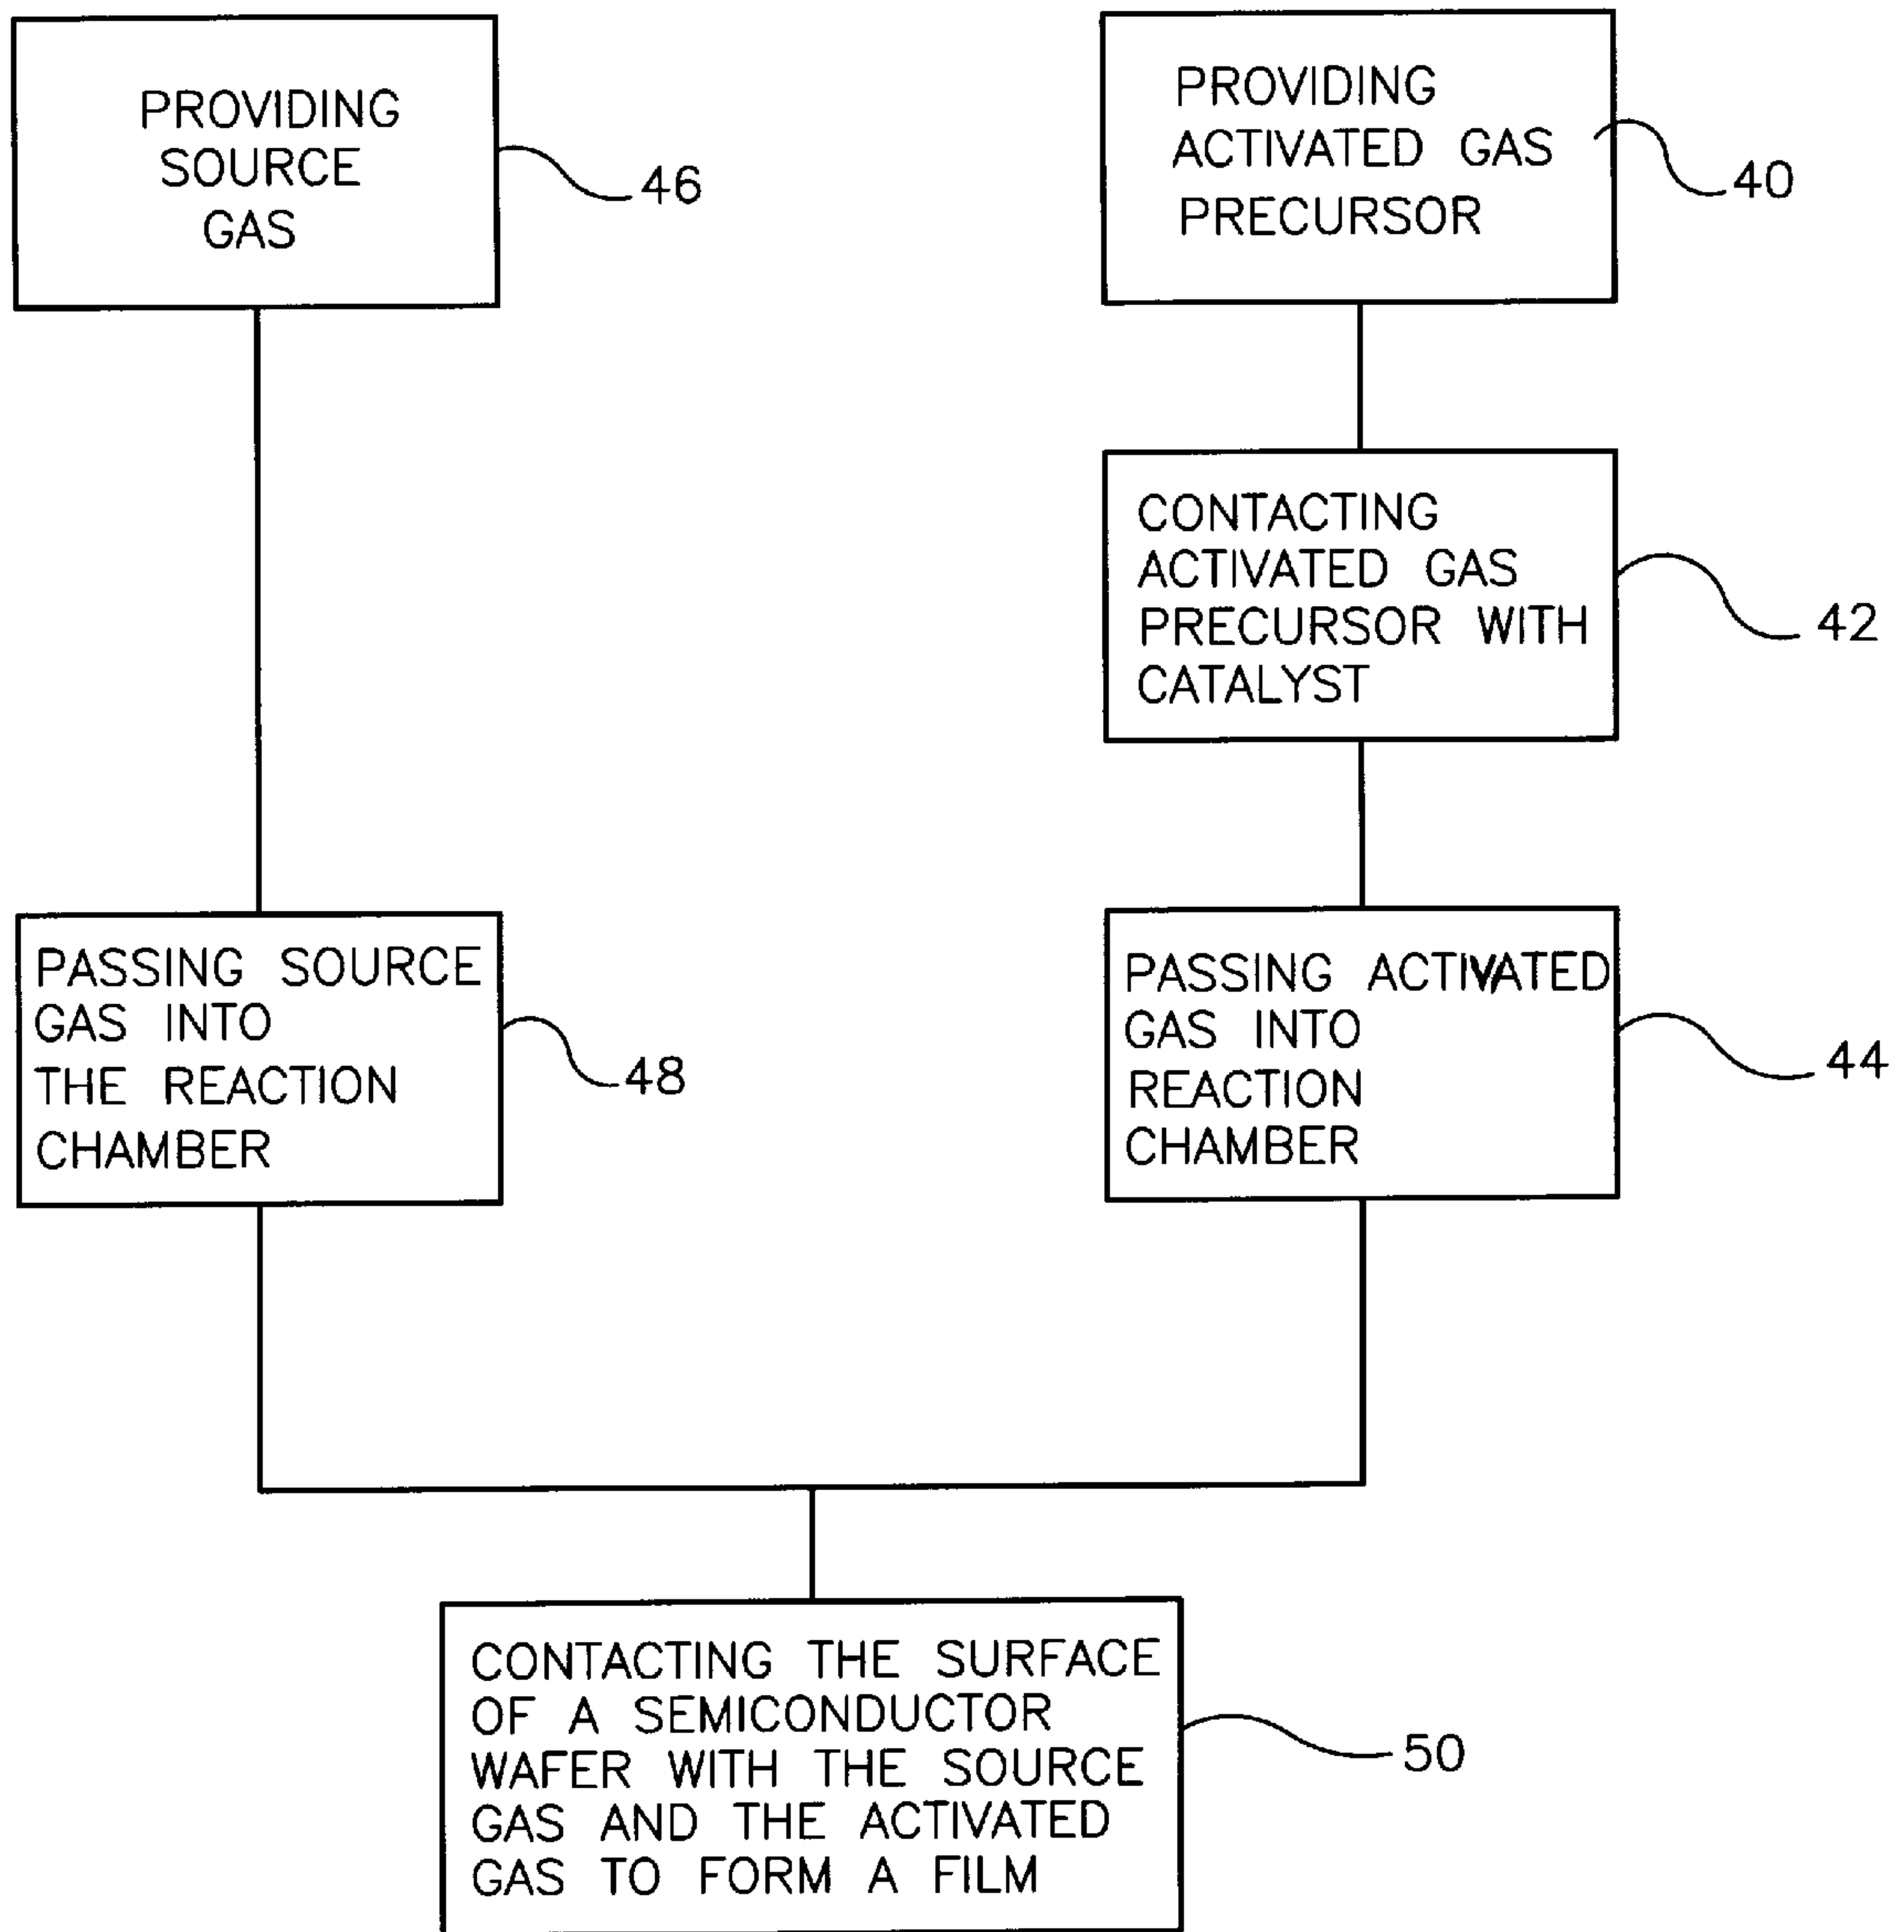 PROVIDING
SOURCE
GAS
46
PROVIDING
ACTIVATED GAS
PRECURSOR
40
CONTACTING
ACTIVATED GAS
PRECURSOR WITH
CATALYST
42
PASSING SOURCE
GAS INTO
THE REACTION
CHAMBER
48
PASSING ACTIVATED
GAS INTO
REACTION
CHAMBER
44
CONTACTING THE SURFACE
OF A SEMICONDUCTOR
WAFER WITH THE SOURCE
GAS AND THE ACTIVATED
GAS TO FORM A FILM
50